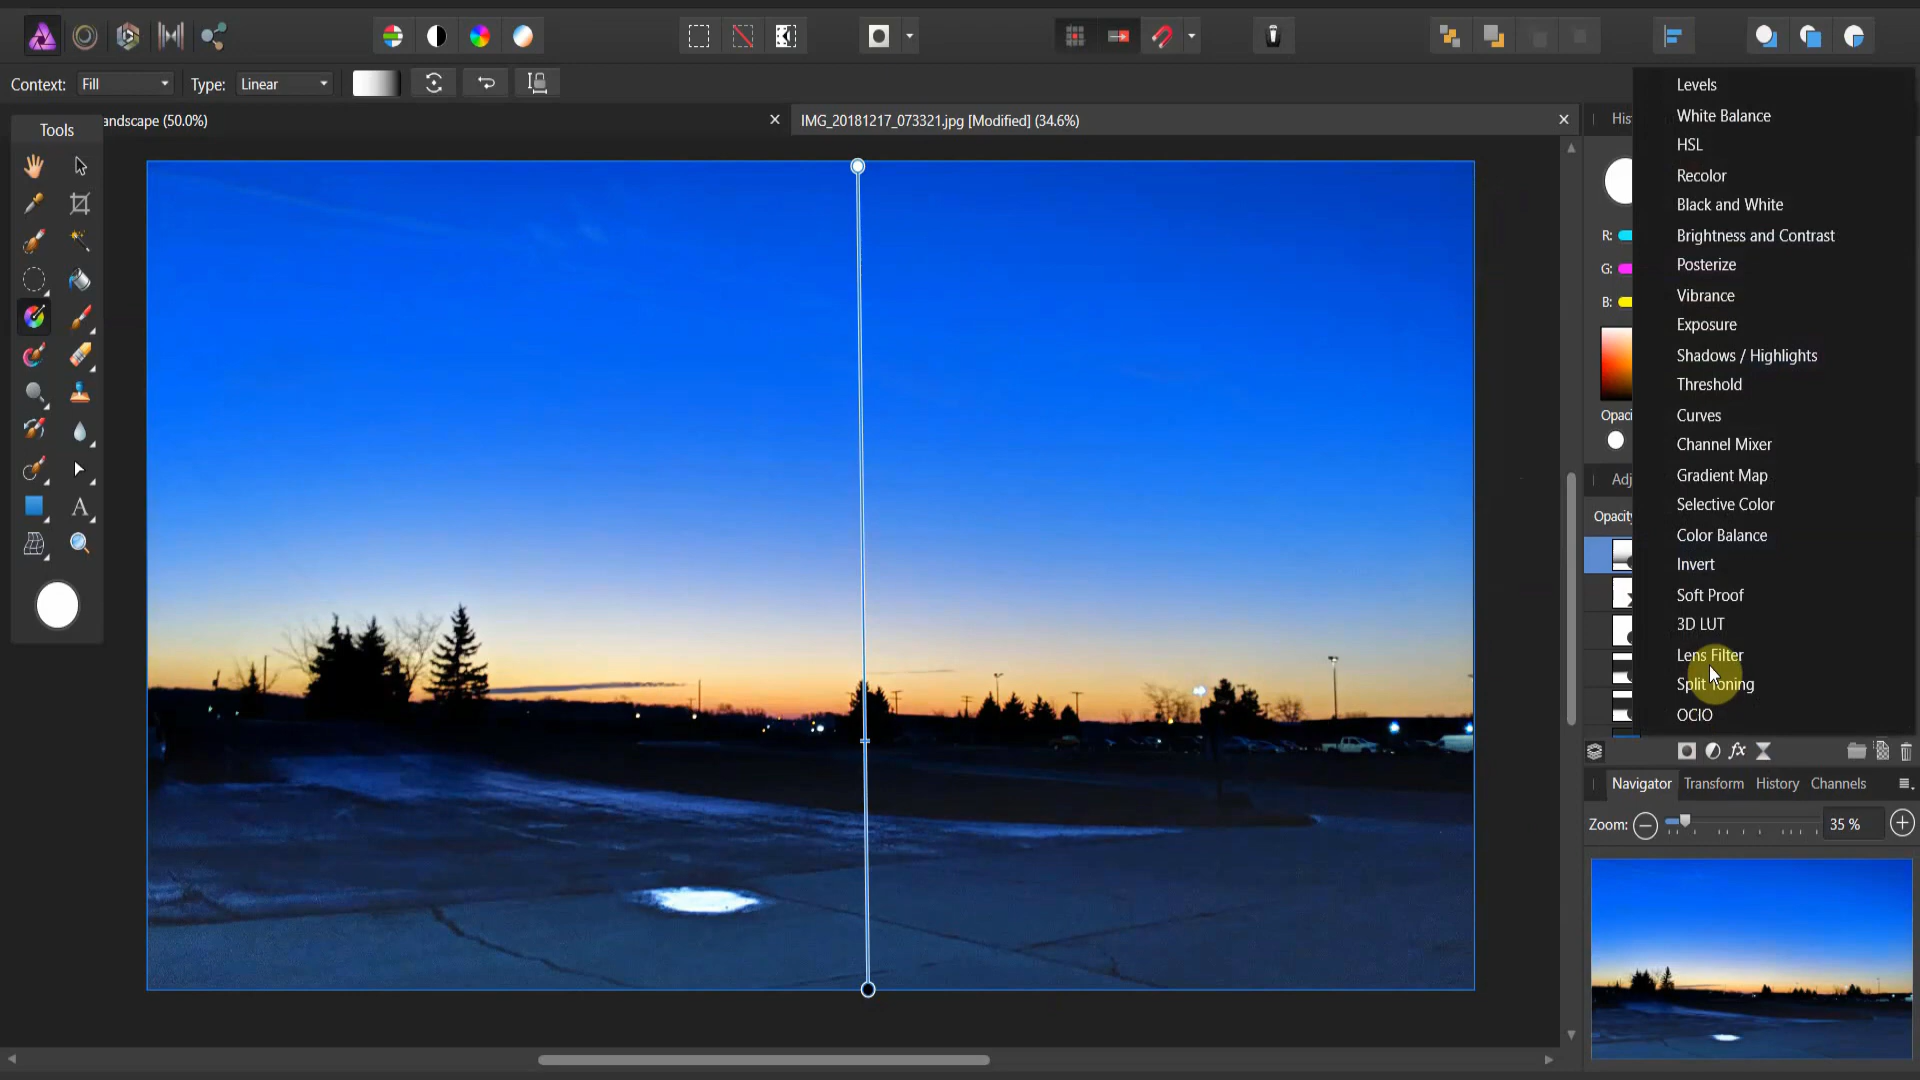 Context: Fill Type: Linear
Tools
andscape (50.0%)
IMG_20181217_073321.jpg [Modified] (34.6%)
His
R:
G:
B:
Opaci
Adj
Opacity
Levels
White Balance
HSL
Recolor
Black and White
Brightness and Contrast
Posterize
Vibrance
Exposure
Shadows / Highlights
Threshold
Curves
Channel Mixer
Gradient Map
Selective Color
Color Balance
Invert
Soft Proof
3D LUT
Lens Filter
Split Toning
OCIO
fx
Navigator Transform History Channels
Zoom: 35 %